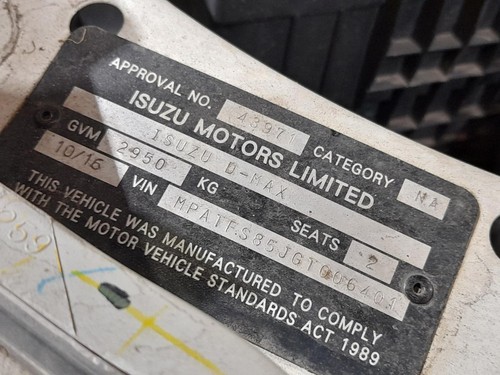 APPROVAL NO. 43971 CATEGORY NA
ISUZU MOTORS LIMITED
ISUZU D-MAX
GVM 2950 KG SEATS 2
10/15 VIN MPATFS85JGT006401
THIS VEHICLE WAS MANUFACTURED TO COMPLY
WITH THE MOTOR VEHICLE STANDARDS ACT 1989